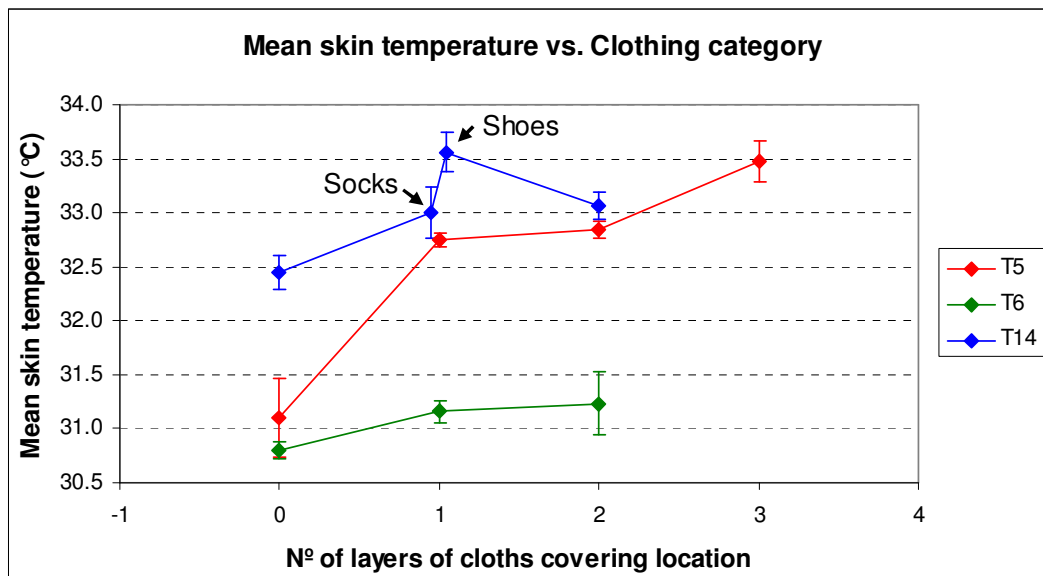 Mean skin temperature vs. Clothing category
Mean skin temperature (°C)
34.0
33.5
33.0
32.5
32.0
31.5
31.0
30.5
Shoes
Socks
T5
T6
T14
-1 0 1 2 3 4
Nº of layers of cloths covering location